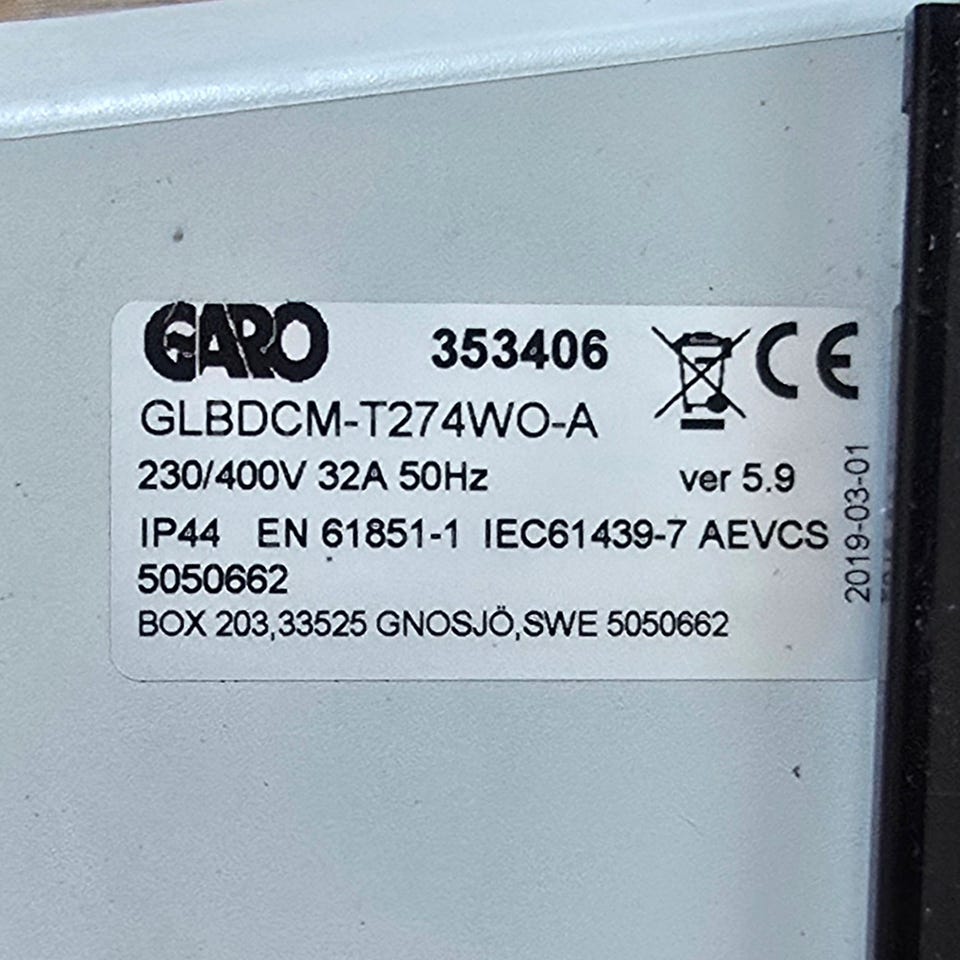 GARO 353406 CE
GLBDCM-T274WO-A
230/400V 32A 50Hz ver 5.9
IP44 EN 61851-1 IEC61439-7 AEVCS
5050662
BOX 203,33525 GNOSJÖ,SWE 5050662
2019-03-01